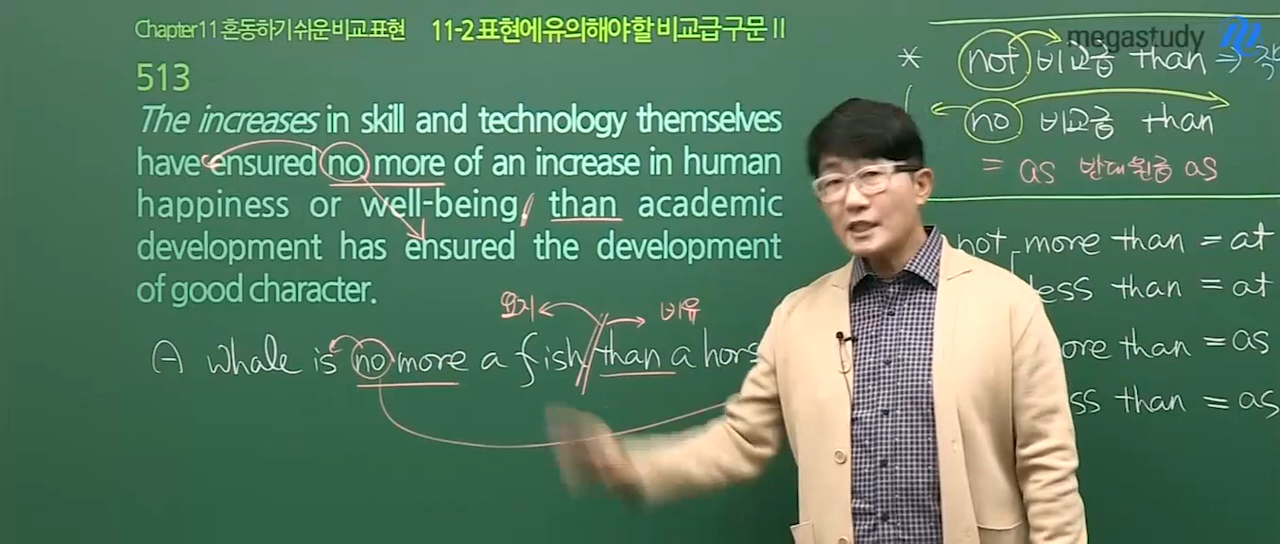 Chapter 11 혼동하기 쉬운 비교 표현 11-2 표현에 유의해야 할 비교급 구문 II
513
The increases in skill and technology themselves
have ensured no more of an increase in human
happiness or well-being, than academic
development has ensured the development
of good character.
요지 비유
A whale is no more a fish than a hors
megastudy
* not 비교급 than ⇒
no 비교급 than
= as 반대원급 as
not more than = at
less than = at
ore than = as
ss than = as